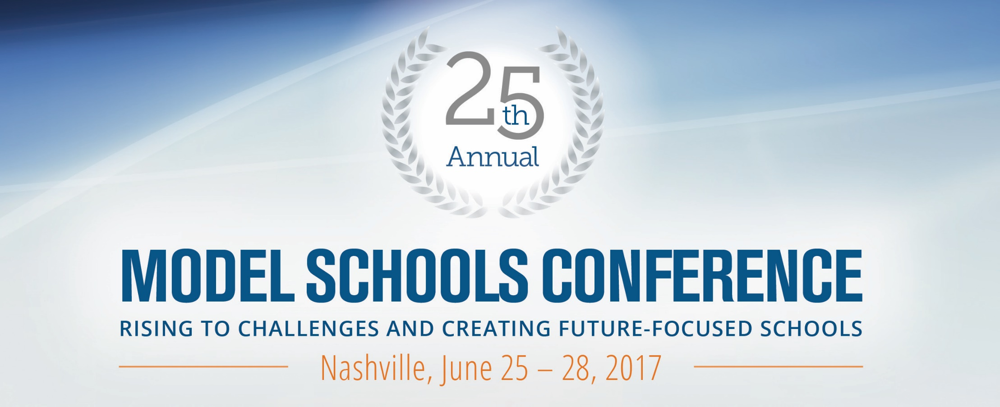 25th
Annual
MODEL SCHOOLS CONFERENCE
RISING TO CHALLENGES AND CREATING FUTURE-FOCUSED SCHOOLS
Nashville, June 25 – 28, 2017